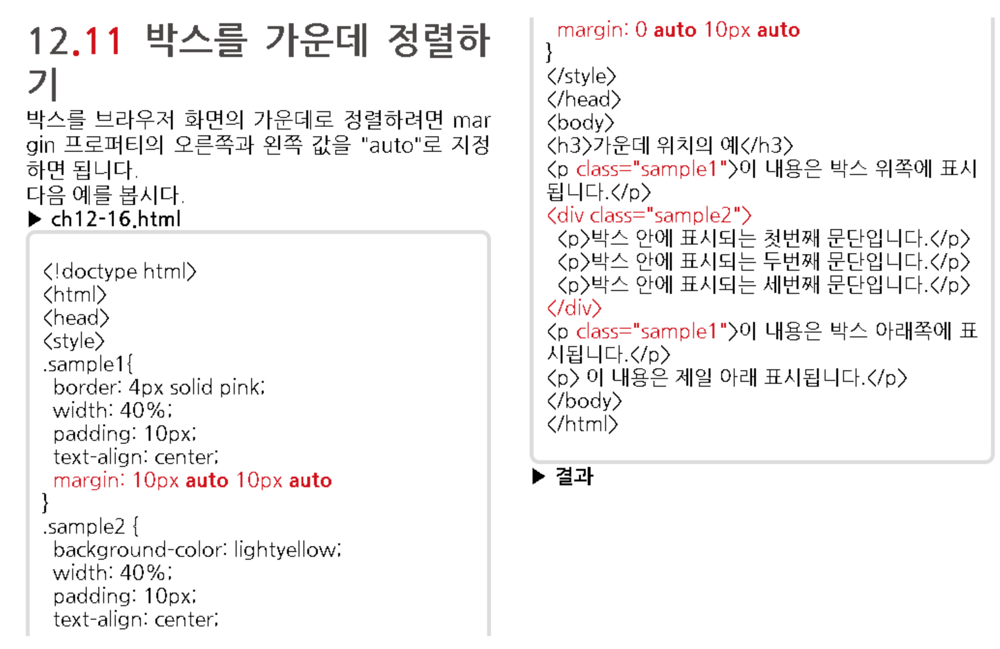 12.11 박스를 가운데 정렬하
기
박스를 브라우저 화면의 가운데로 정렬하려면 mar
gin 프로퍼티의 오른쪽과 왼쪽 값을 "auto"로 지정
하면 됩니다.
다음 예를 봅시다.
▶ ch12-16.html
<!doctype html>
<html>
<head>
<style>
.sample1{
border: 4px solid pink;
width: 40%;
padding: 10px;
text-align: center;
margin: 10px auto 10px auto
}
.sample2 {
background-color: lightyellow;
width: 40%;
padding: 10px;
text-align: center;
margin: 0 auto 10px auto
}
</style>
</head>
<body>
<h3>가운데 위치의 예</h3>
<p class="sample1">이 내용은 박스 위쪽에 표시
됩니다.</p>
<div class="sample2">
<p>박스 안에 표시되는 첫번째 문단입니다.</p>
<p>박스 안에 표시되는 두번째 문단입니다.</p>
<p>박스 안에 표시되는 세번째 문단입니다.</p>
</div>
<p class="sample1">이 내용은 박스 아래쪽에 표
시됩니다.</p>
<p> 이 내용은 제일 아래 표시됩니다.</p>
</body>
</html>
▶ 결과